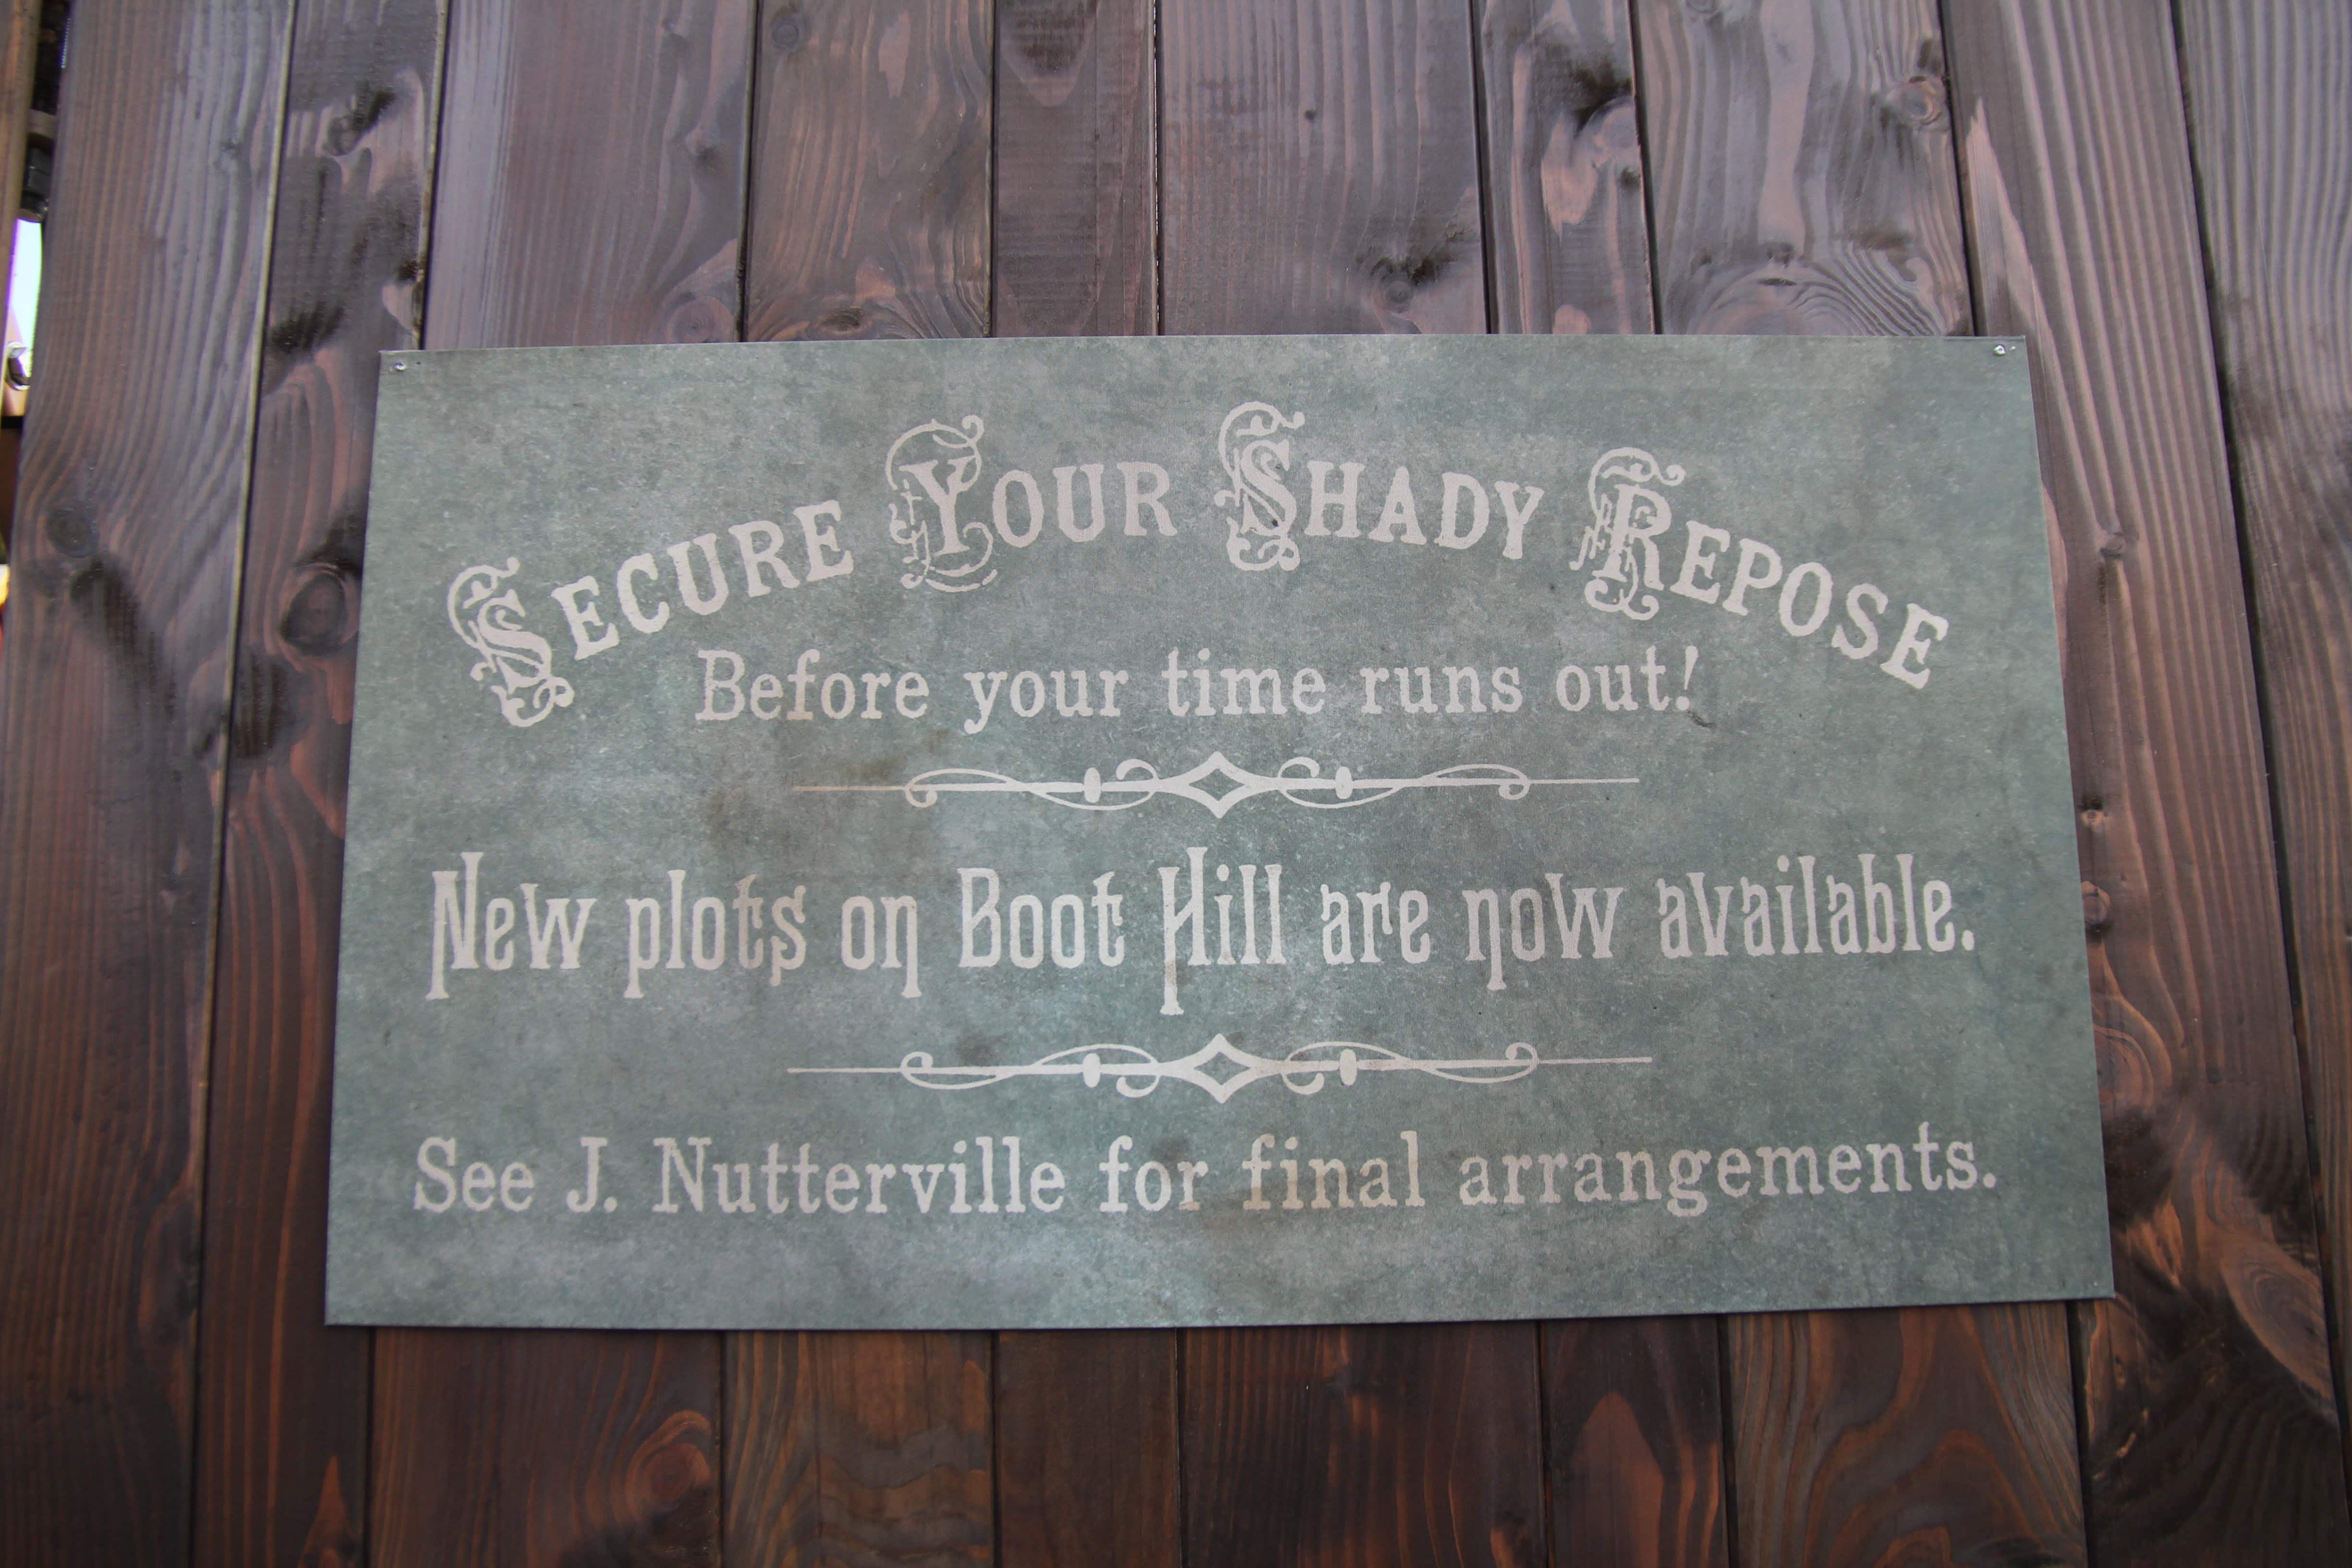 Secure Your Shady Repose
Before your time runs out!
New plots on Boot Hill are now available.
See J. Nutterville for final arrangements.